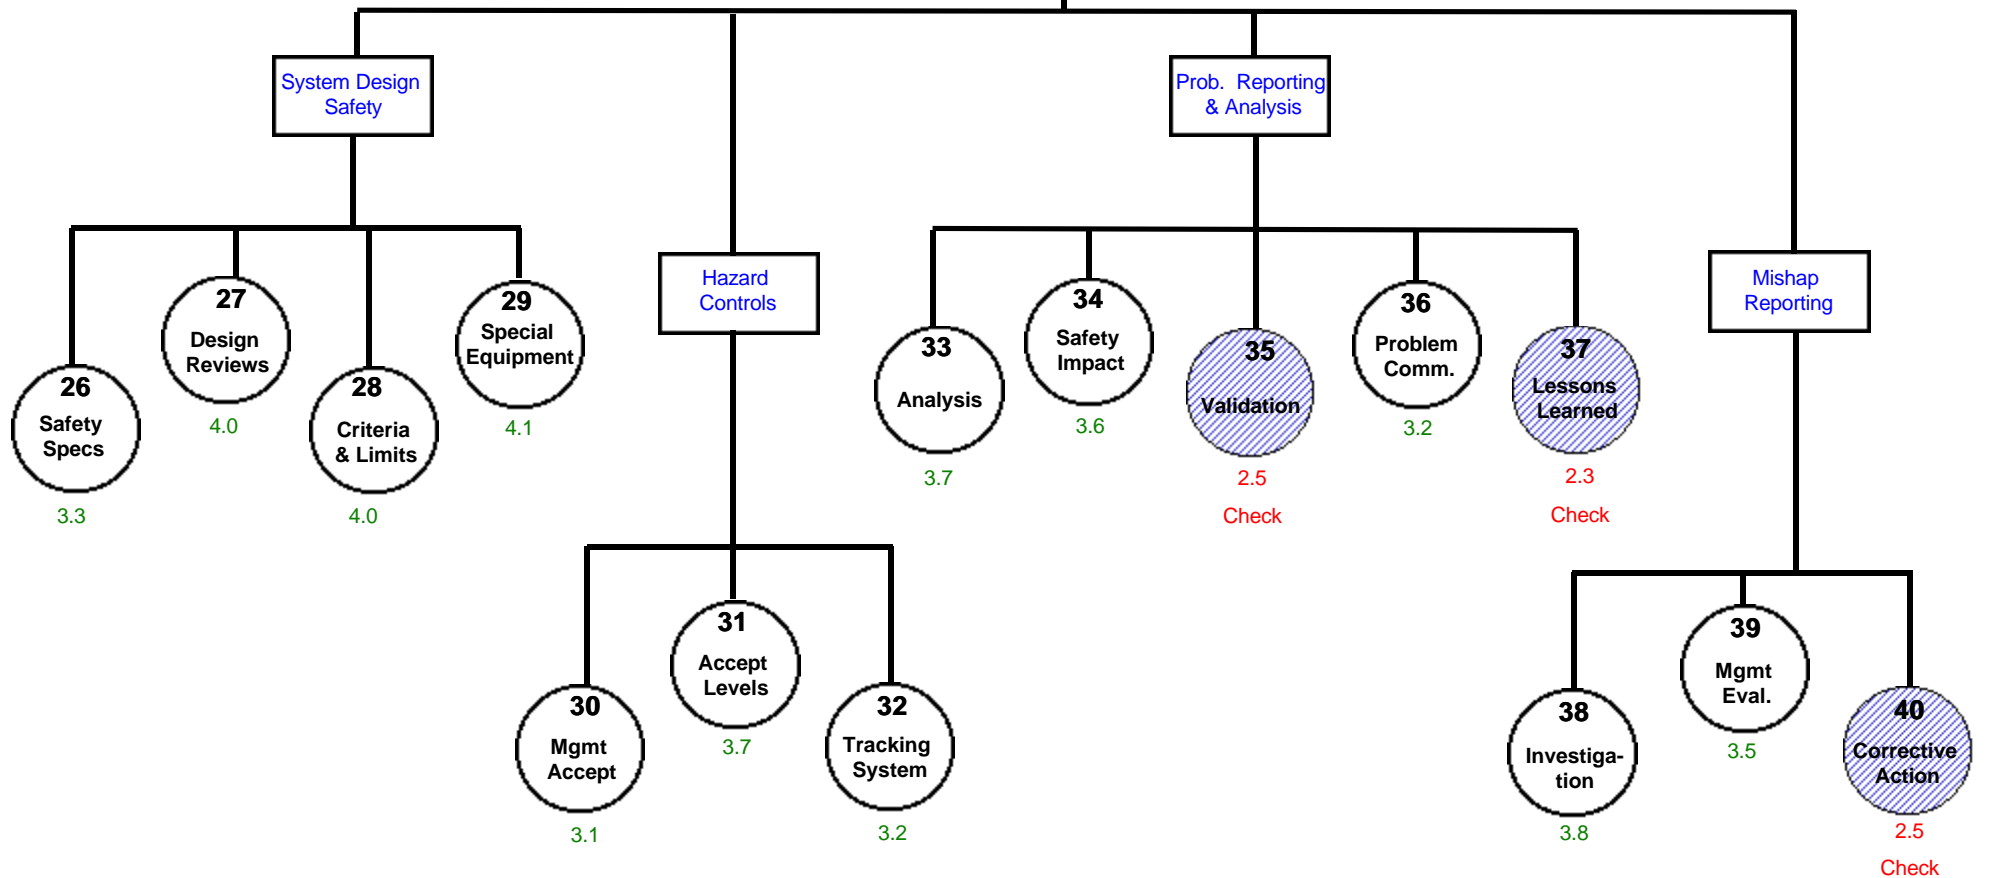 System Design
Safety
Prob. Reporting
& Analysis
Hazard
Controls
Mishap
Reporting
26
Safety
Specs
3.3
27
Design
Reviews
4.0
28
Criteria
& Limits
4.0
29
Special
Equipment
4.1
30
Mgmt
Accept
3.1
31
Accept
Levels
3.7
32
Tracking
System
3.2
33
Analysis
3.7
34
Safety
Impact
3.6
35
Validation
2.5
Check
36
Problem
Comm.
3.2
37
Lessons
Learned
2.3
Check
38
Investiga-
tion
3.8
39
Mgmt
Eval.
3.5
40
Corrective
Action
2.5
Check